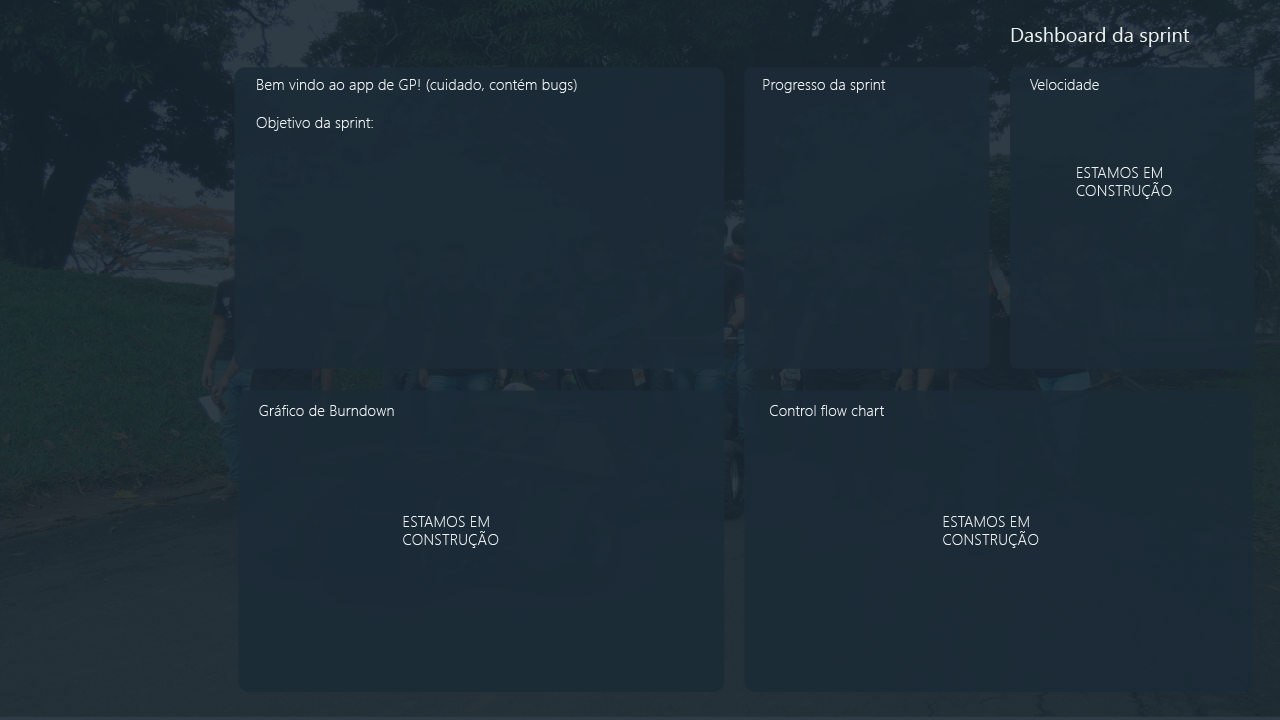 Dashboard da sprint
Bem vindo ao app de GP! (cuidado, contém bugs)
Objetivo da sprint:
Progresso da sprint
Velocidade
ESTAMOS EM
CONSTRUÇÃO
Gráfico de Burndown
ESTAMOS EM
CONSTRUÇÃO
Control flow chart
ESTAMOS EM
CONSTRUÇÃO